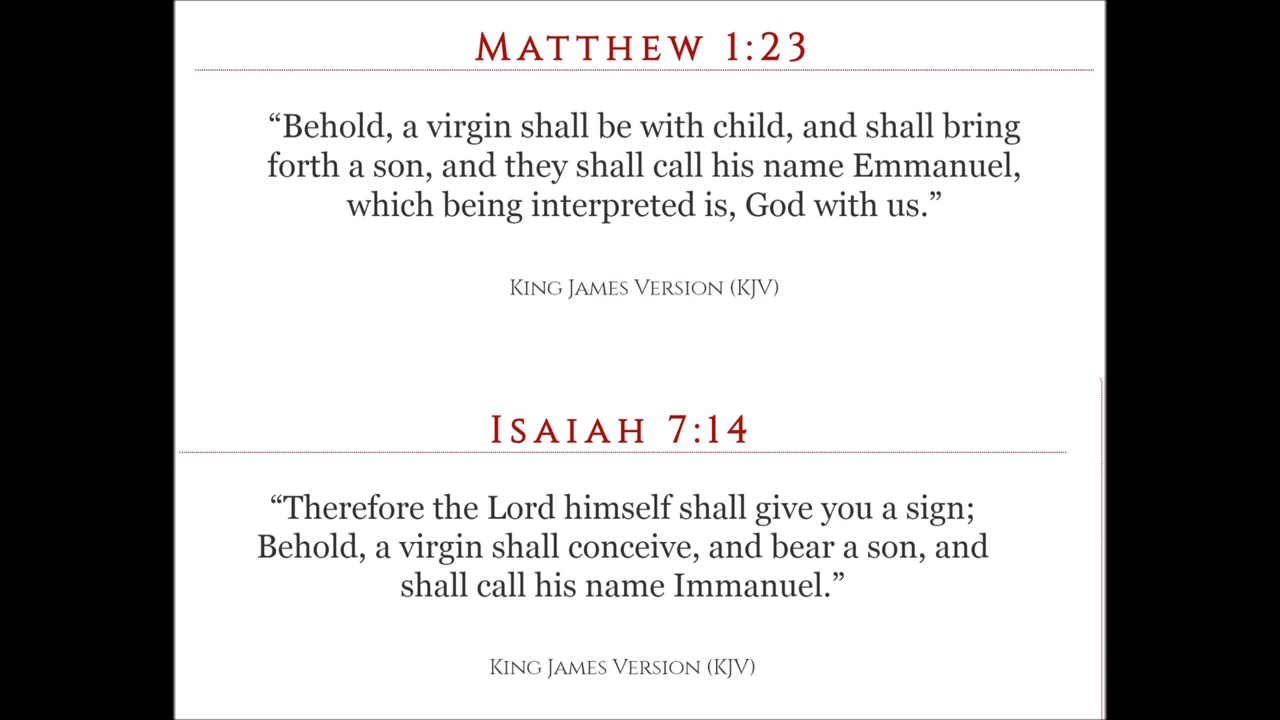 MATTHEW 1:23
“Behold, a virgin shall be with child, and shall bring
forth a son, and they shall call his name Emmanuel,
which being interpreted is, God with us.”
KING JAMES VERSION (KJV)
ISAIAH 7:14
“Therefore the Lord himself shall give you a sign;
Behold, a virgin shall conceive, and bear a son, and
shall call his name Immanuel.”
KING JAMES VERSION (KJV)